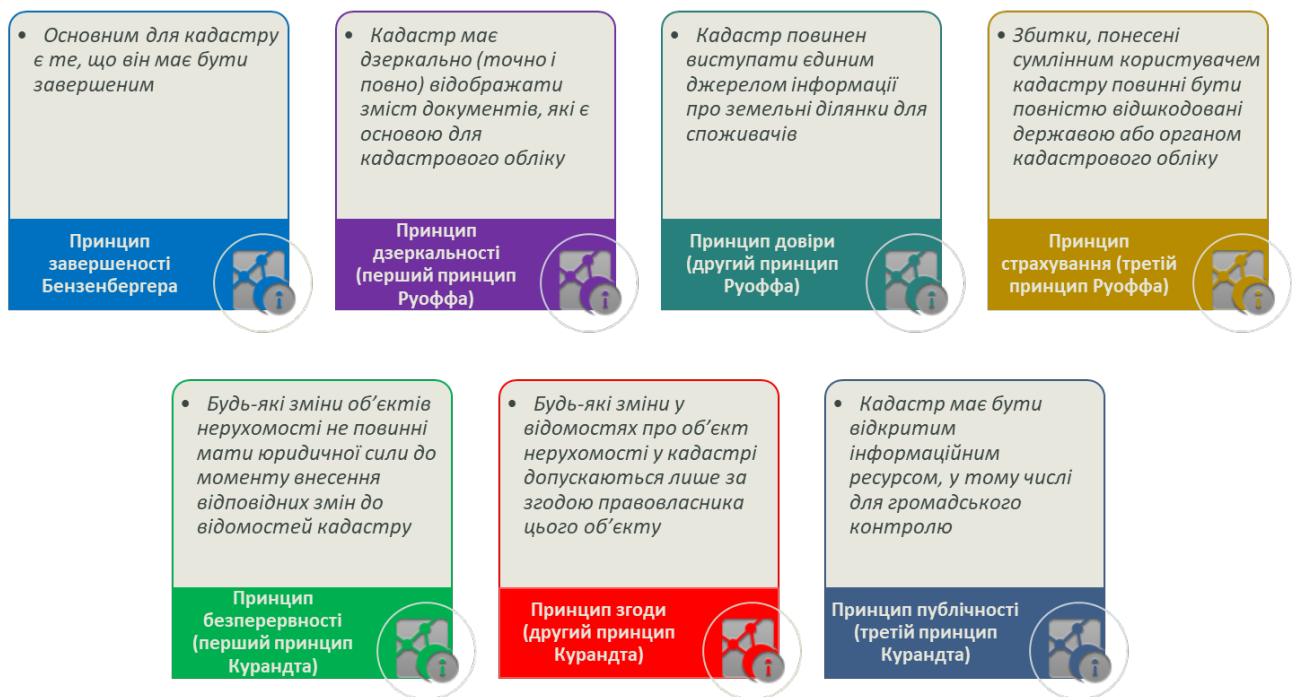 • Основним для кадастру
є те, що він має бути
завершеним
Принцип
завершеності
Бензенбергера
• Кадастр має
дзеркально (точно і
повно) відображати
зміст документів, які є
основою для
кадастрового обліку
Принцип
дзеркальності
(перший принцип
Руоффа)
• Кадастр повинен
виступати єдиним
джерелом інформації
про земельні ділянки для
споживачів
Принцип довіри
(другий принцип
Руоффа)
• Збитки, понесені
сумлінним користувачем
кадастру повинні бути
повністю відшкодовані
державою або органом
кадастрового обліку
Принцип
страхування (третій
принцип Руоффа)
• Будь-які зміни об’єктів
нерухомості не повинні
мати юридичної сили до
моменту внесення
відповідних змін до
відомостей кадастру
Принцип
безперервності
(перший принцип
Курандта)
• Будь-які зміни у
відомостях про об’єкт
нерухомості у кадастрі
допускаються лише за
згодою правовласника
цього об’єкту
Принцип згоди
(другий принцип
Курандта)
• Кадастр має бути
відкритим
інформаційним
ресурсом, у тому числі
для громадського
контролю
Принцип публічності
(третій принцип
Курандта)